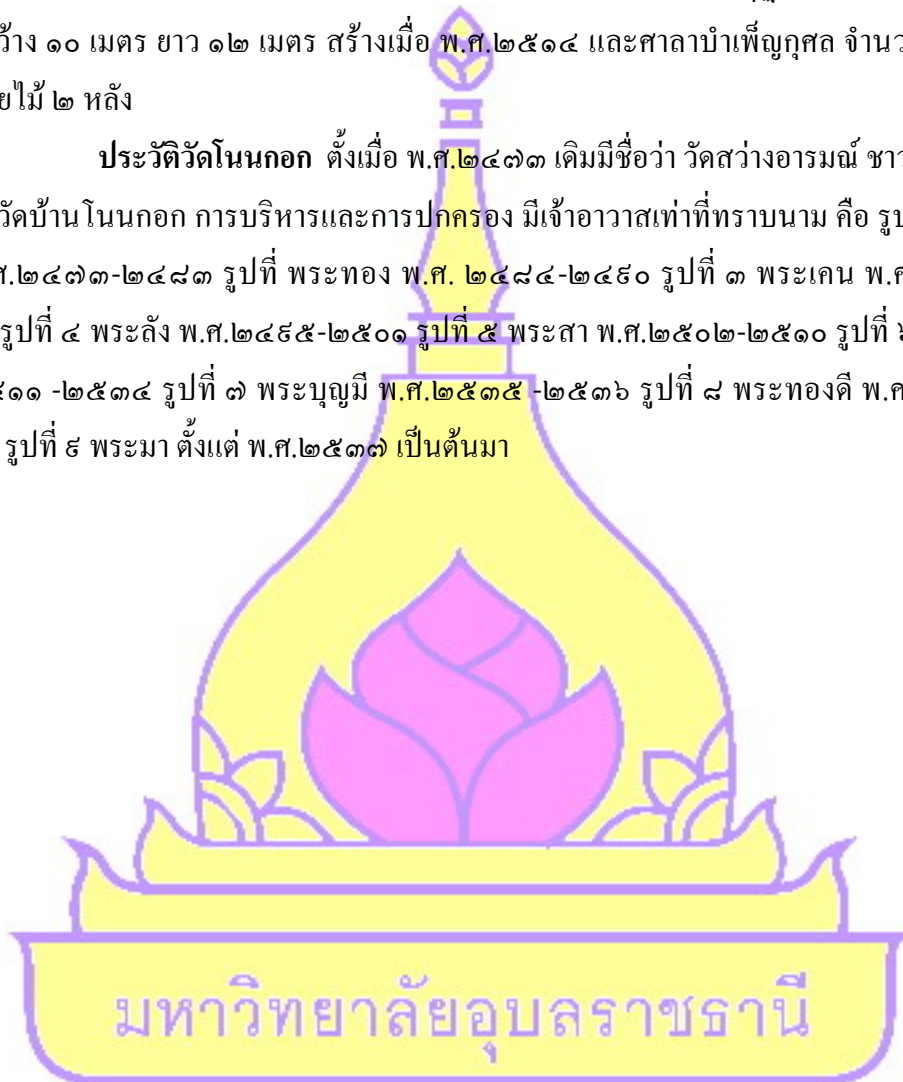 ว้าง ๑๐ เมตร ยาว ๑๒ เมตร สร้างเมื่อ พ.ศ.๒๕๑๔ และศาลาบำเพ็ญกุศล
ไม้ ๒ หลัง
ประวัติวัดโนนกอก ตั้งเมื่อ พ.ศ.๒๔๗๓ เดิมมีชื่อว่า วัดสว่างอารมณ์ ชาว
วัดบ้านโนนกอก การบริหารและการปกครอง มีเจ้าอาวาสเท่าที่ทราบนาม คือ รูป
ศ.๒๔๗๓-๒๔๘๓ รูปที่ พระทอง พ.ศ. ๒๔๘๔-๒๔๙๐ รูปที่ ๓ พระเคน พ.ศ
รูปที่ ๔ พระลัง พ.ศ.๒๔๙๕-๒๕๐๑ รูปที่ ๕ พระสา พ.ศ.๒๕๐๒-๒๕๑๐ รูปที่ ๖
๕๑๑ -๒๕๓๔ รูปที่ ๗ พระบุญมี พ.ศ.๒๕๓๕ -๒๕๓๖ รูปที่ ๘ พระทองดี พ.ศ
รูปที่ ๙ พระมา ตั้งแต่ พ.ศ.๒๕๓๗ เป็นต้นมา
มหาวิทยาลัยอุบลราชธานี